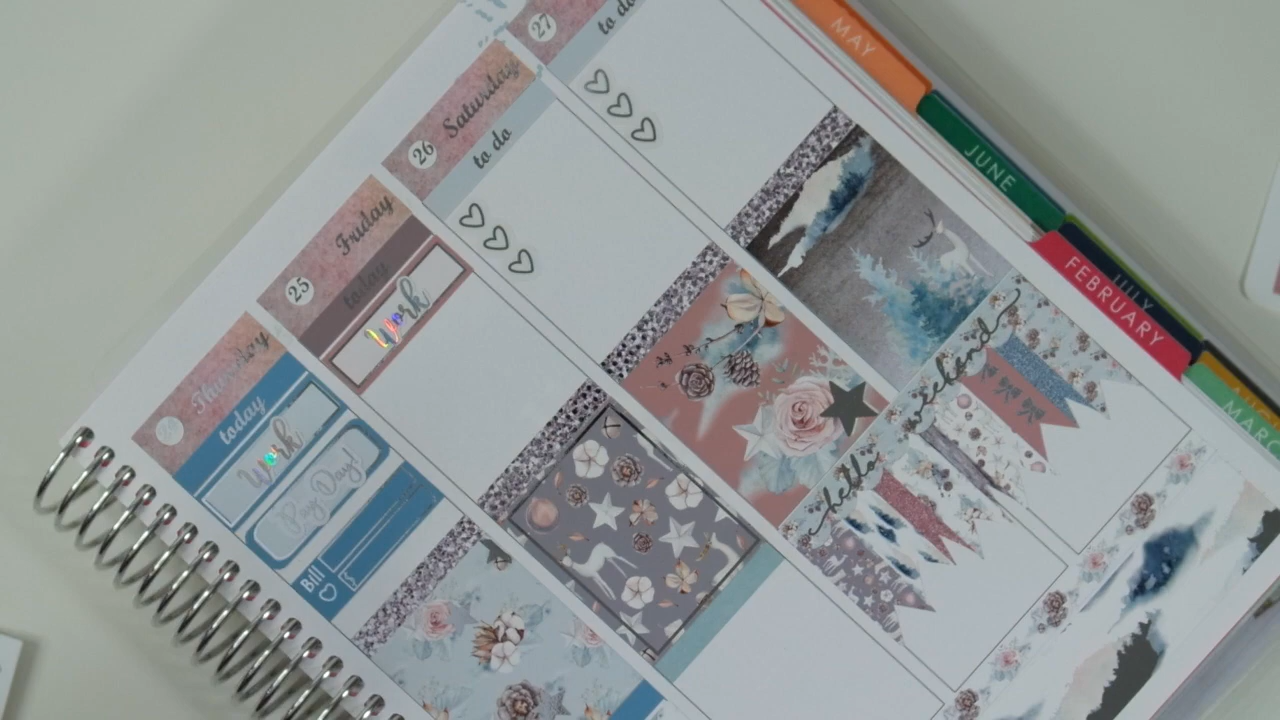 Thursday
today
Work
Pay Day!
Bill
25
Friday
today
Work
26
Saturday
to do
27
to do
hello
weekend
MAY
JUNE
JULY
FEBRUARY